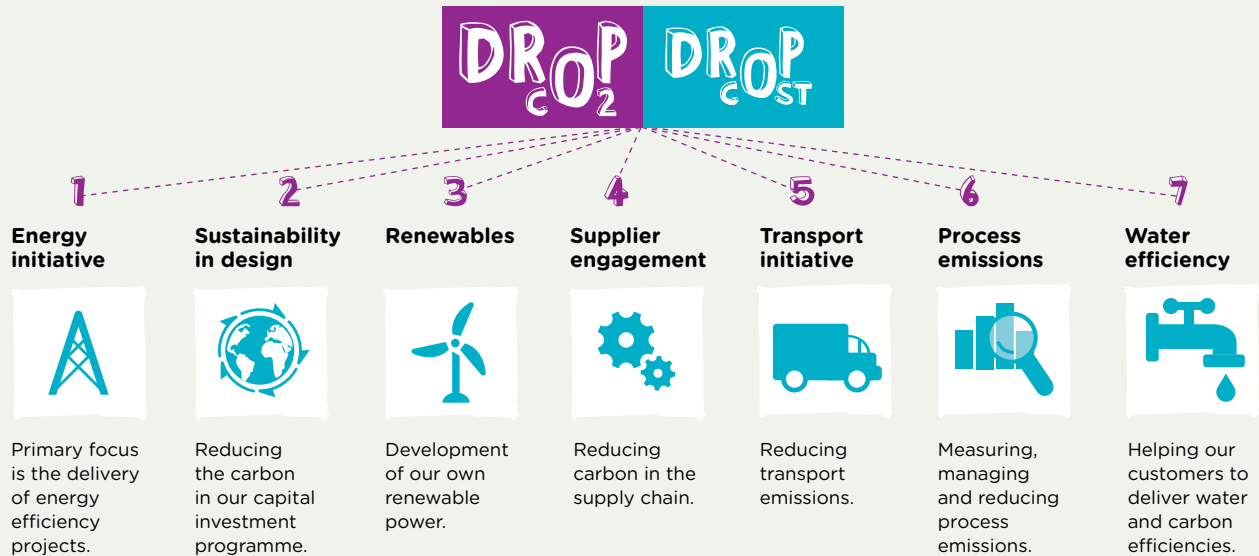 DROP
CO2
DROP
COST
1
Energy
initiative
Primary focus
is the delivery
of energy
efficiency
projects.
2
Sustainability
in design
Reducing
the carbon
in our capital
investment
programme.
3
Renewables
Development
of our own
renewable
power.
4
Supplier
engagement
Reducing
carbon in the
supply chain.
5
Transport
initiative
Reducing
transport
emissions.
6
Process
emissions
Measuring,
managing
and reducing
process
emissions.
7
Water
efficiency
Helping our
customers to
deliver water
and carbon
efficiencies.